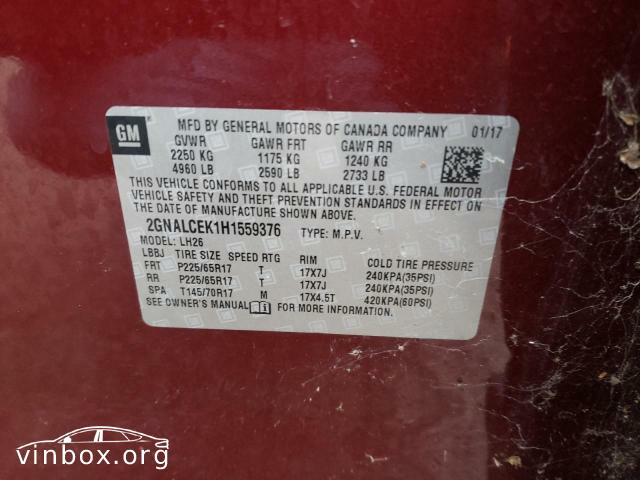 GM
MFD BY GENERAL MOTORS OF CANADA COMPANY 01/17
GVWR GAWR FRT GAWR RR
2250 KG 1175 KG 1240 KG
4960 LB 2590 LB 2733 LB
THIS VEHICLE CONFORMS TO ALL APPLICABLE U.S. FEDERAL MOTOR
VEHICLE SAFETY AND THEFT PREVENTION STANDARDS IN EFFECT ON
THE DATE OF MANUFACTURE SHOWN ABOVE.
2GNALCEK1H1559376 TYPE: M.P.V.
MODEL: LH26
LBBJ TIRE SIZE SPEED RTG RIM COLD TIRE PRESSURE
FRT P225/65R17 T 17X7J 240KPA(35PSI)
RR P225/65R17 T 17X7J 240KPA(35PSI)
SPA T145/70R17 M 17X4.5T 420KPA(60PSI)
SEE OWNER'S MANUAL FOR MORE INFORMATION.
vinbox.org